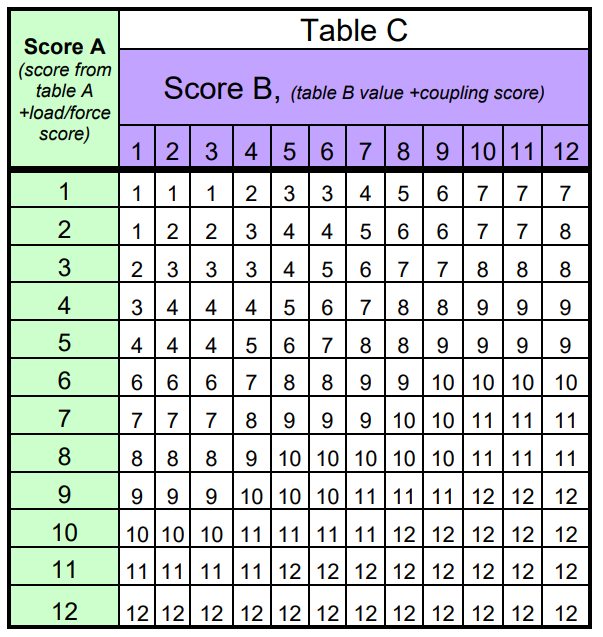 Table C
Score A
(score from
table A
+load/force
score)
Score B, (table B value +coupling score)
1 2 3 4 5 6 7 8 9 10 11 12
1 1 1 1 2 3 3 4 5 6 7 7 7
2 1 2 2 3 4 4 5 6 6 7 7 8
3 2 3 3 3 4 5 6 7 7 8 8 8
4 3 4 4 4 5 6 7 8 8 9 9 9
5 4 4 4 5 6 7 8 8 9 9 9 9
6 6 6 6 7 8 8 9 9 10 10 10 10
7 7 7 7 8 9 9 9 10 10 11 11 11
8 8 8 8 9 10 10 10 10 10 11 11 11
9 9 9 9 10 10 10 11 11 11 12 12 12
10 10 10 10 11 11 11 11 12 12 12 12 12
11 11 11 11 11 12 12 12 12 12 12 12 12
12 12 12 12 12 12 12 12 12 12 12 12 12